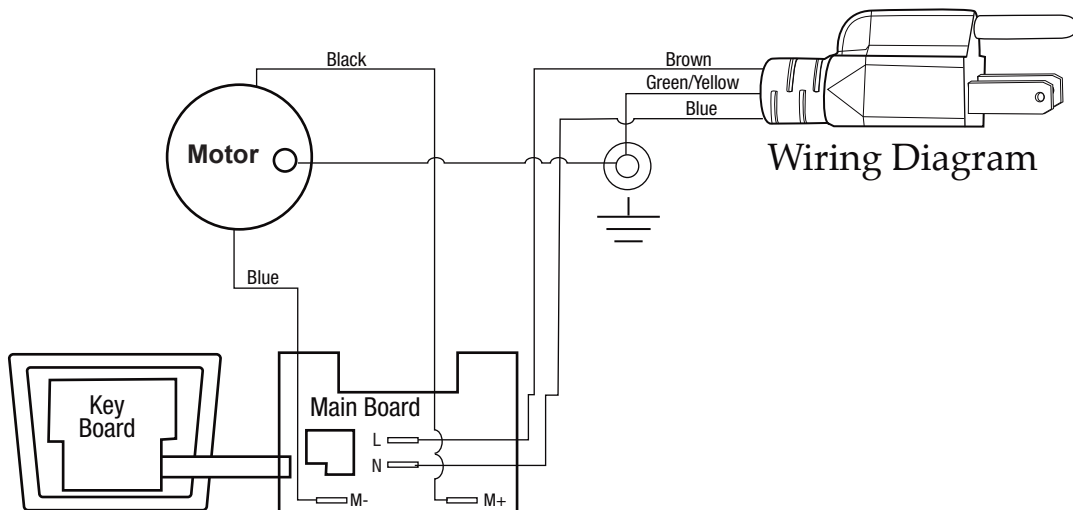 Black
Brown
Green/Yellow
Blue
Motor
Wiring Diagram
Blue
Key
Board
Main Board
L
N
M-
M+